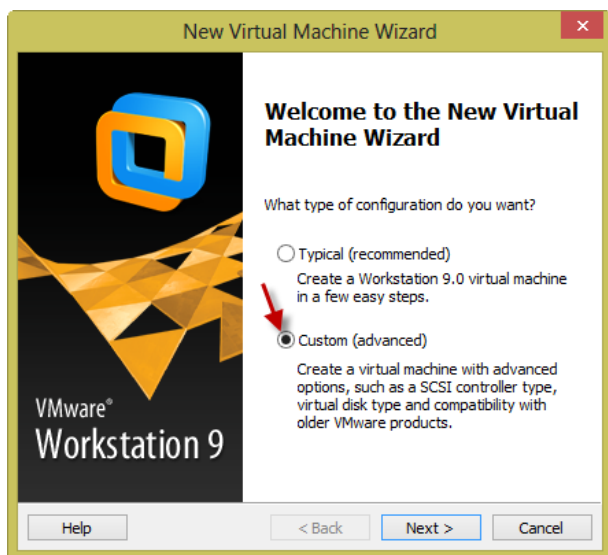 New Virtual Machine Wizard
Welcome to the New Virtual
Machine Wizard
What type of configuration do you want?
Typical (recommended)
Create a Workstation 9.0 virtual machine
in a few easy steps.
Custom (advanced)
Create a virtual machine with advanced
options, such as a SCSI controller type,
virtual disk type and compatibility with
older VMware products.
VMware®
Workstation 9
Help
< Back
Next >
Cancel